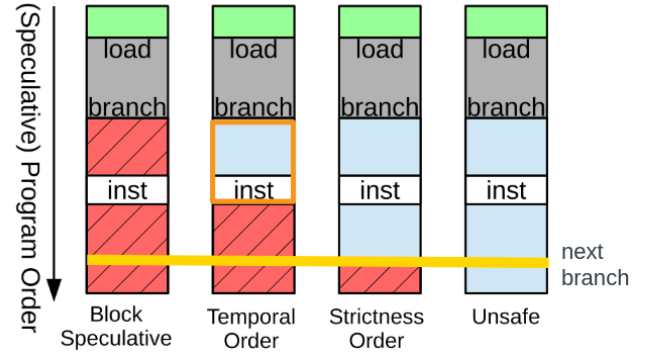 (Speculative) Program Order
load
load
load
load
branch
branch
branch
branch
inst
inst
inst
inst
next
branch
Block
Speculative
Temporal
Order
Strictness
Order
Unsafe